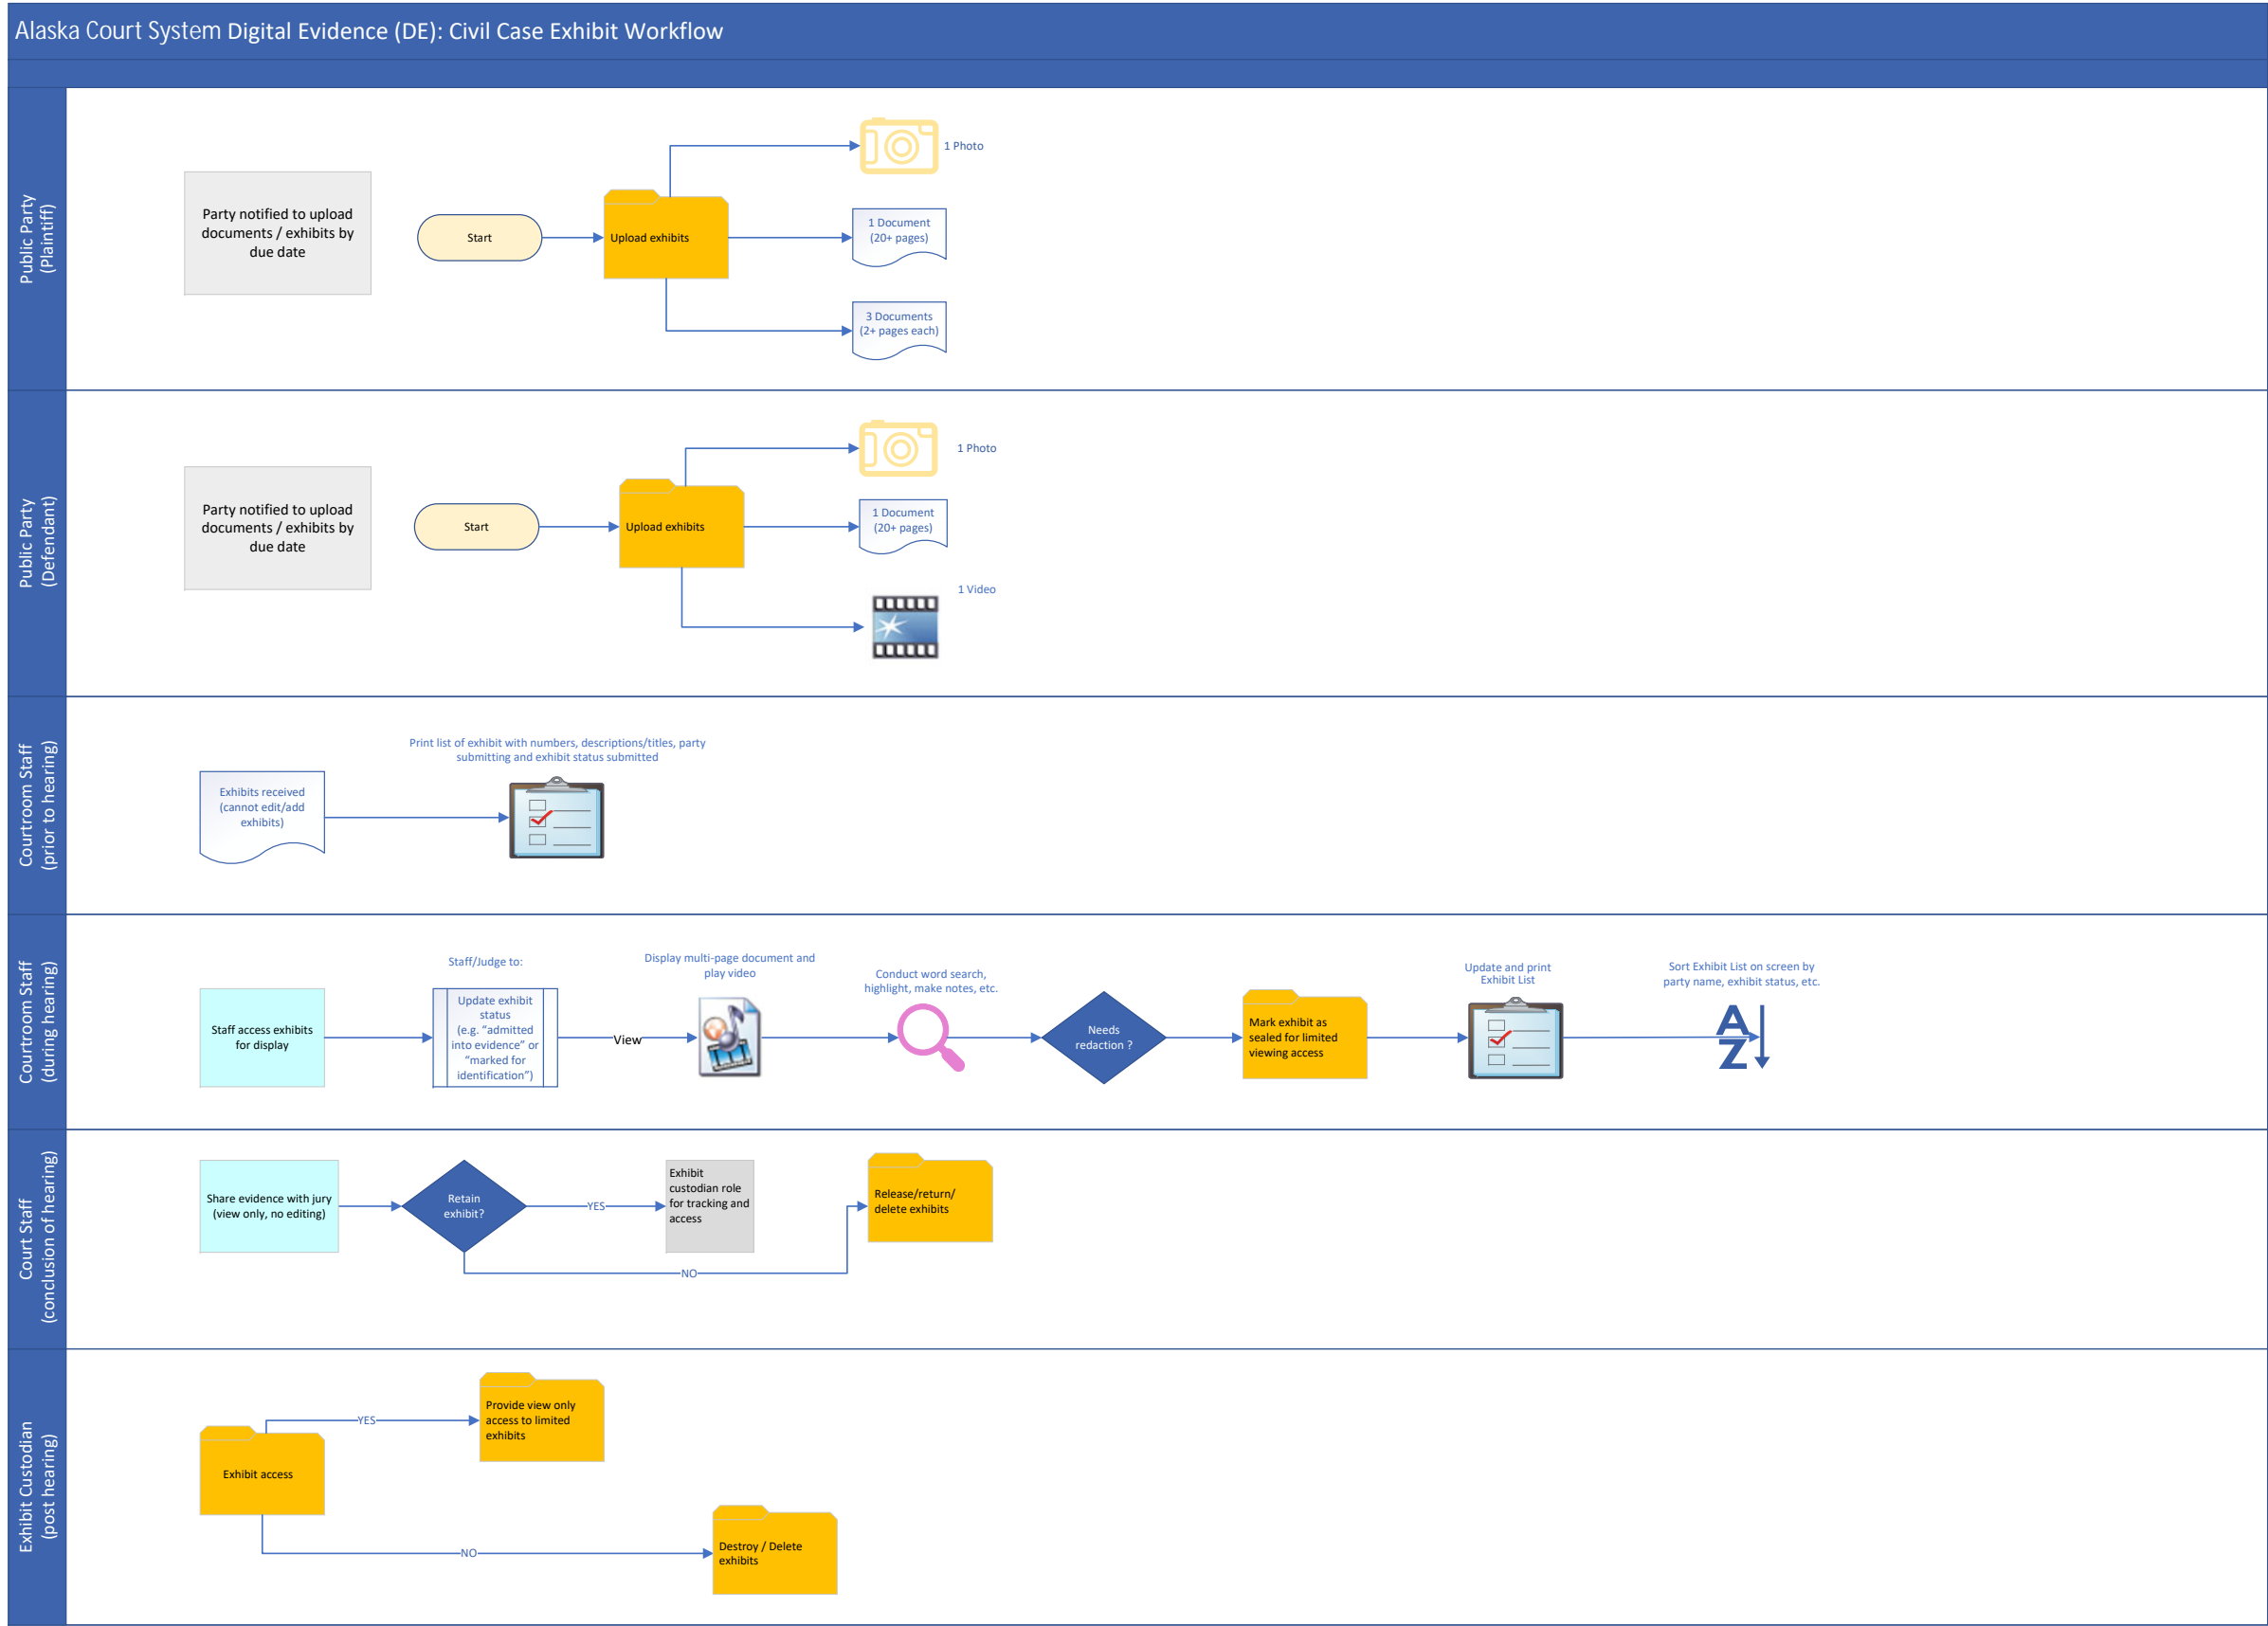 Alaska Court System Digital Evidence (DE): Civil Case Exhibit Workflow
Public Party
(Plaintiff)
Party notified to upload
documents / exhibits by
due date
Start
Upload exhibits
1 Photo
1 Document
(20+ pages)
3 Documents
(2+ pages each)
Public Party
(Defendant)
Party notified to upload
documents / exhibits by
due date
Start
Upload exhibits
1 Photo
1 Document
(20+ pages)
1 Video
Courtroom Staff
(prior to hearing)
Exhibits received
(cannot edit/add
exhibits)
Print list of exhibit with numbers, descriptions/titles, party
submitting and exhibit status submitted
Courtroom Staff
(during hearing)
Staff access exhibits
for display
Staff/Judge to:
Update exhibit
status
(e.g. “admitted
into evidence” or
“marked for
identification”)
View
Display multi-page document and
play video
Conduct word search,
highlight, make notes, etc.
Needs
redaction ?
Mark exhibit as
sealed for limited
viewing access
Update and print
Exhibit List
Sort Exhibit List on screen by
party name, exhibit status, etc.
A
Z
Court Staff
(conclusion of hearing)
Share evidence with jury
(view only, no editing)
Retain
exhibit?
YES
Exhibit
custodian role
for tracking and
access
NO
Release/return/
delete exhibits
Exhibit Custodian
(post hearing)
Exhibit access
YES
Provide view only
access to limited
exhibits
NO
Destroy / Delete
exhibits